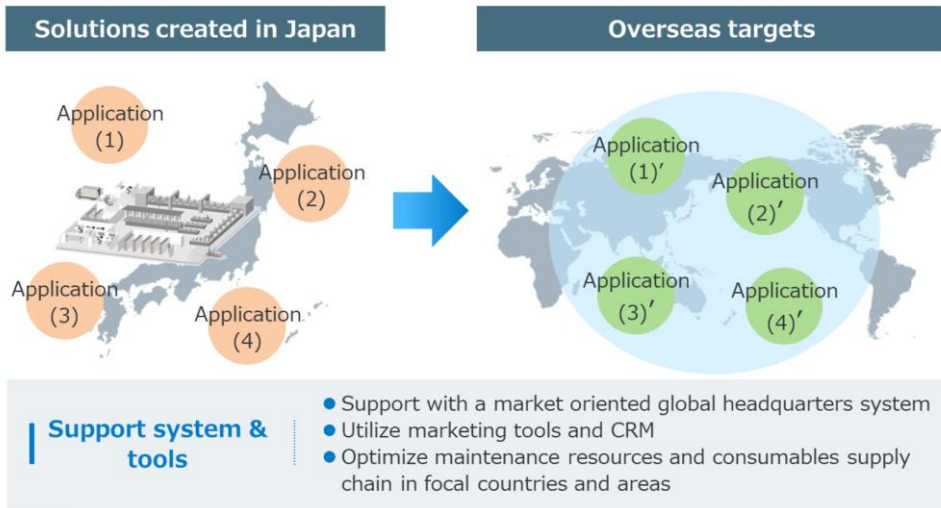 Solutions created in Japan
Overseas targets
Application
(1)
Application
(2)
Application
(3)
Application
(4)
Application
(1)′
Application
(2)′
Application
(3)′
Application
(4)′
Support system &
tools
● Support with a market oriented global headquarters system
● Utilize marketing tools and CRM
● Optimize maintenance resources and consumables supply
chain in focal countries and areas